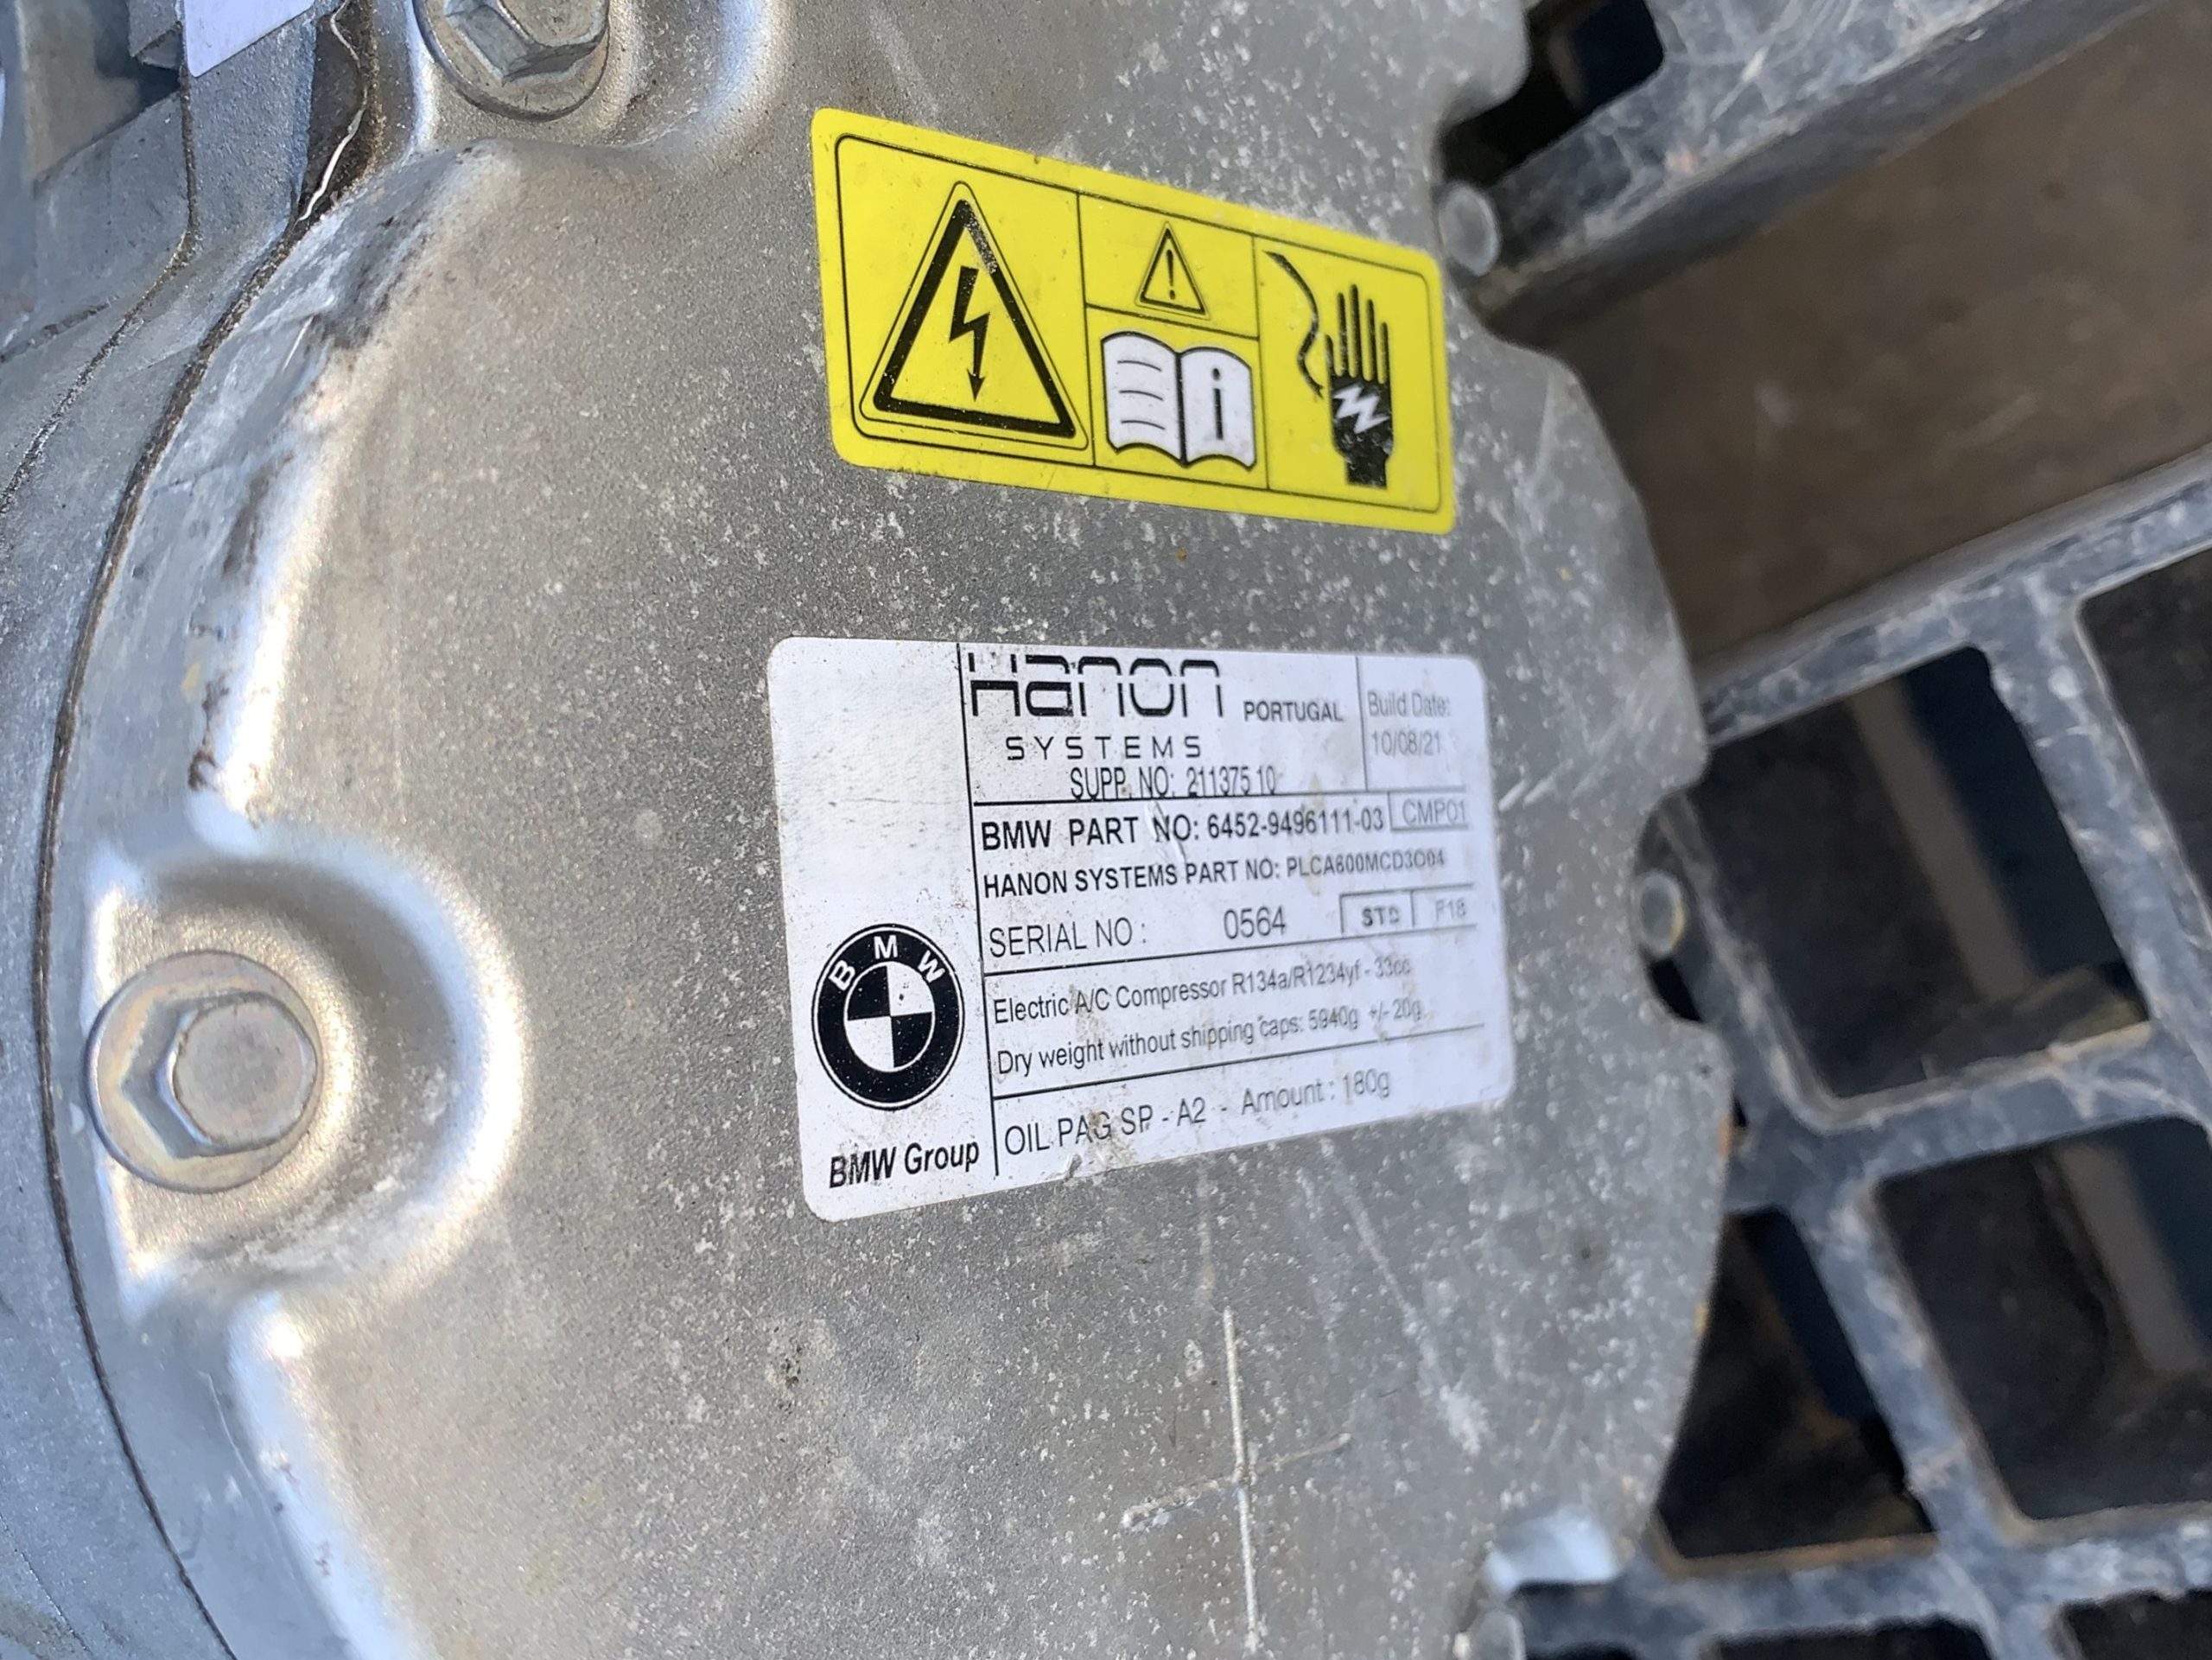 Hanon PORTUGAL
SYSTEMS
Build Date:
10/08/21
SUPP. NO: 21137510
BMW PART NO: 6452-9496111-03 CMP01
HANON SYSTEMS PART NO: PLCA600MCD3O04
SERIAL NO : 0564 STD F18
Electric A/C Compressor R134a/R1234yf - 33cc
Dry weight without shipping caps: 5940g +/- 20g
OIL PAG SP - A2 - Amount : 180g
BMW
BMW Group
i